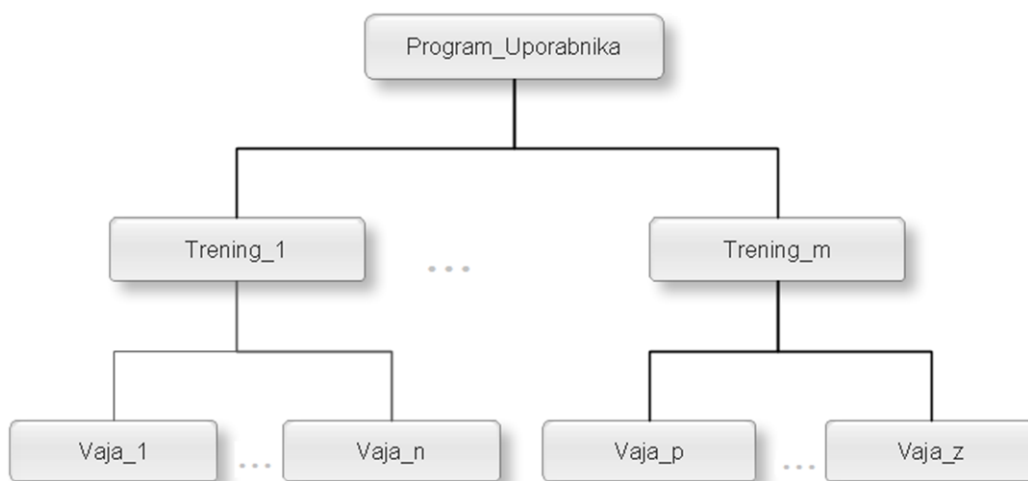 Program_Uporabnika
Trening_1
...
Trening_m
Vaja_1
...
Vaja_n
Vaja_p
...
Vaja_z